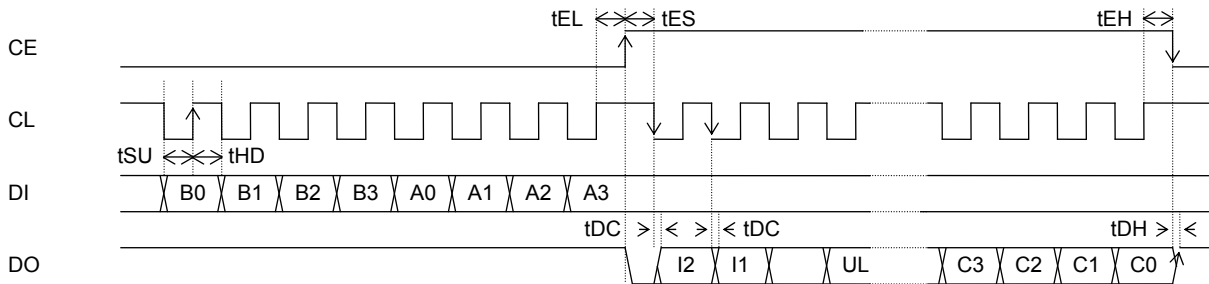 tEL tES tEH
CE
CL
tSU tHD
DI B0 B1 B2 B3 A0 A1 A2 A3
tDC tDC tDH
DO I2 I1 UL C3 C2 C1 C0